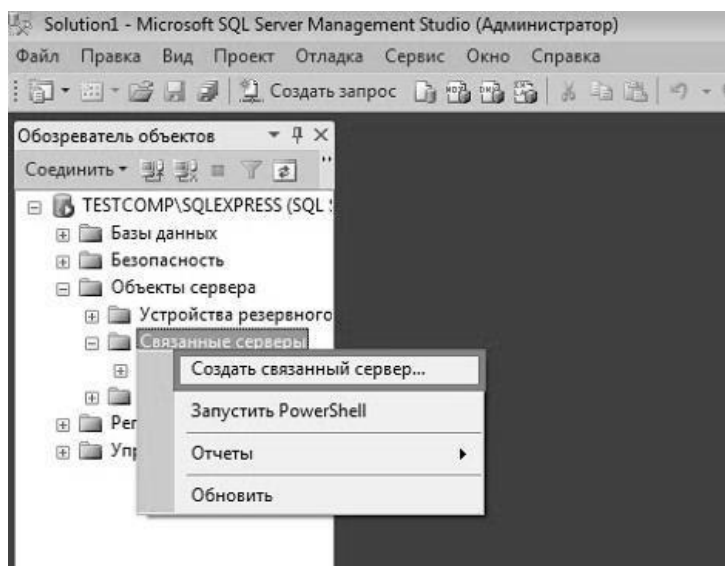 Solution1 - Microsoft SQL Server Management Studio (Администратор)
Файл Правка Вид Проект Отладка Сервис Окно Справка
Создать запрос
Обозреватель объектов
Соединить
TESTCOMP\SQLEXPRESS (SQL
Базы данных
Безопасность
Объекты сервера
Устройства резервного
Связанные серверы
Создать связанный сервер...
Запустить PowerShell
Отчеты
Обновить